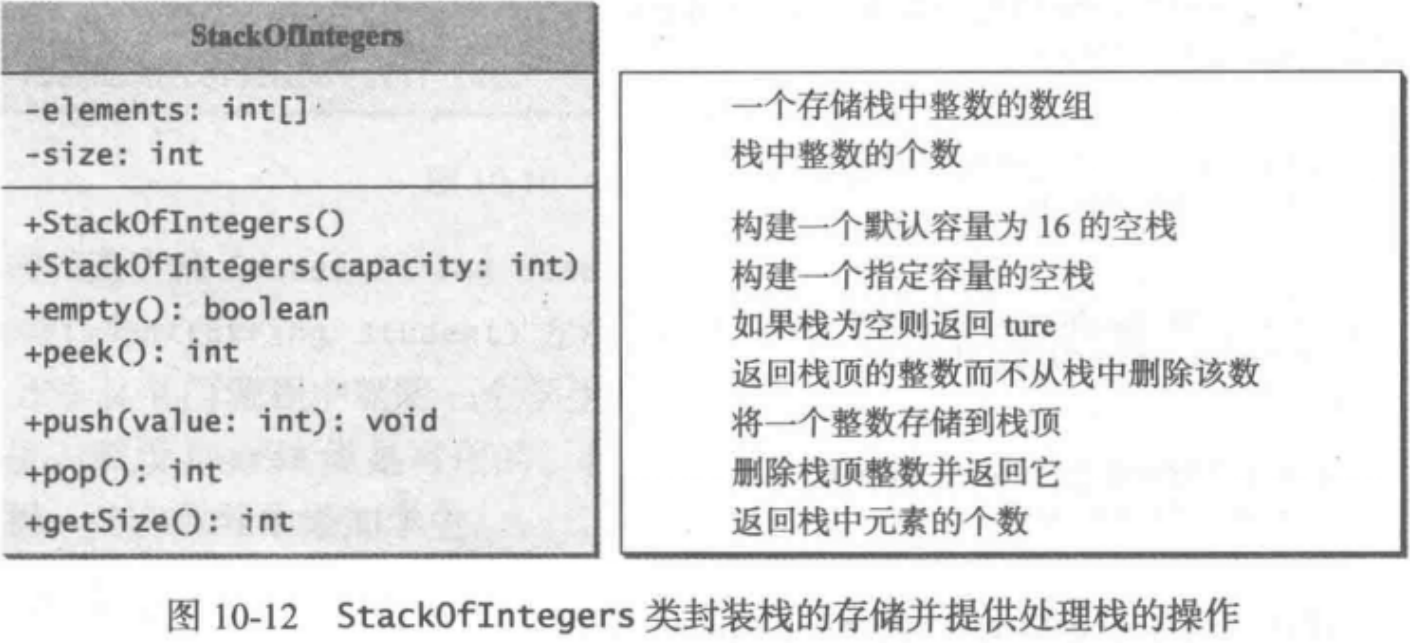 StackOfIntegers
-elements: int[]
-size: int
+StackOfIntegers()
+StackOfIntegers(capacity: int)
+empty(): boolean
+peek(): int
+push(value: int): void
+pop(): int
+getSize(): int
一个存储栈中整数的数组
栈中整数的个数
构建一个默认容量为 16 的空栈
构建一个指定容量的空栈
如果栈为空则返回 ture
返回栈顶的整数而不从栈中删除该数
将一个整数存储到栈顶
删除栈顶整数并返回它
返回栈中元素的个数
图 10-12 StackOfIntegers 类封装栈的存储并提供处理栈的操作